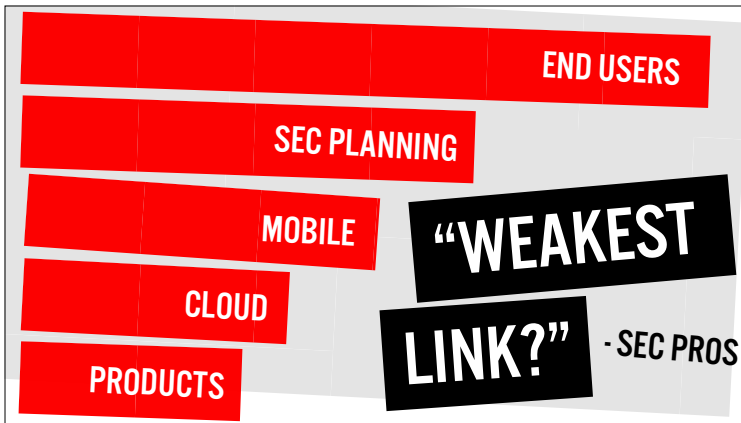 END USERS
SEC PLANNING
MOBILE
CLOUD
PRODUCTS
“WEAKEST
LINK?”
- SEC PROS